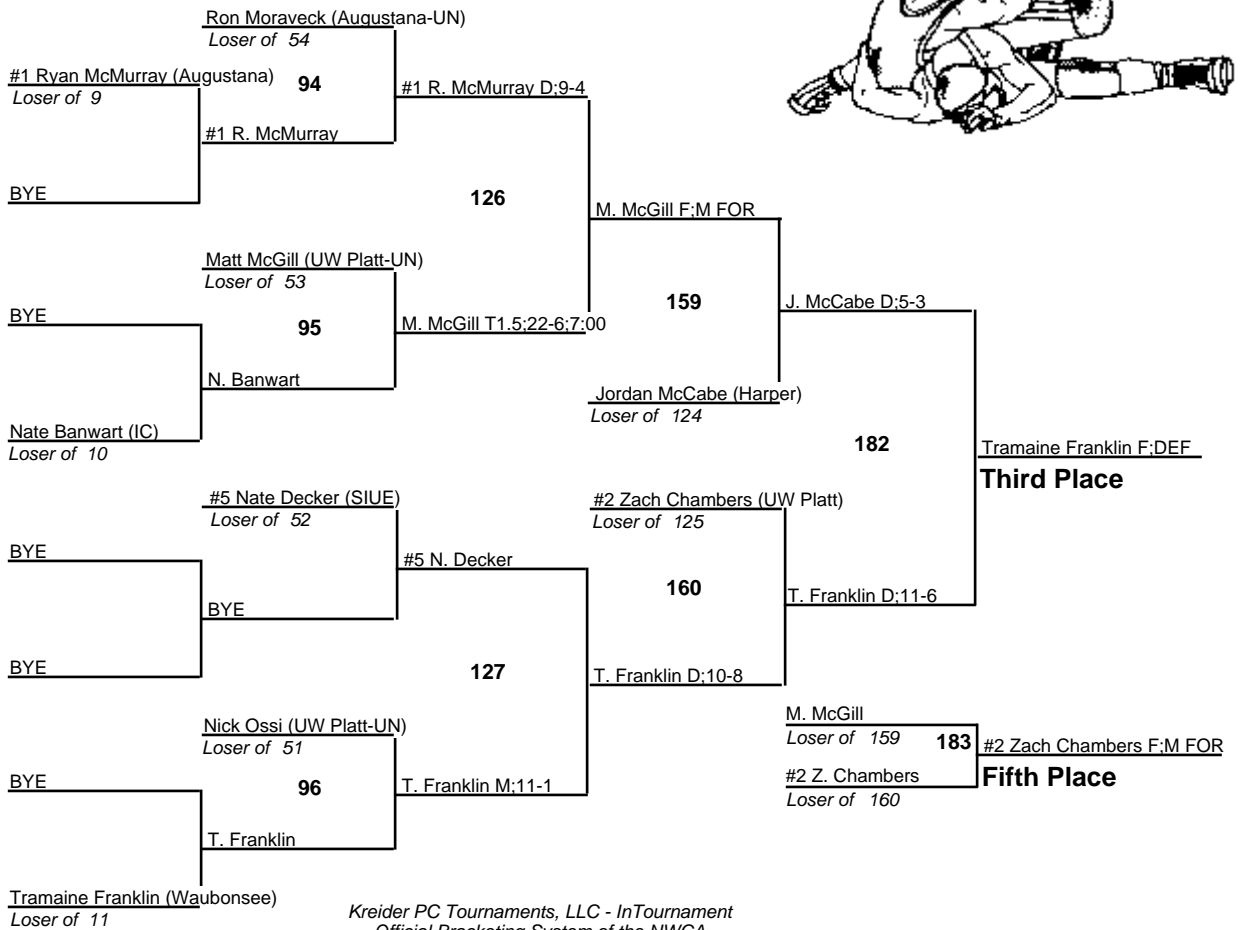 Ron Moraveck (Augustana-UN)
Loser of 54
#1 Ryan McMurray (Augustana)
Loser of 9
94
#1 R. McMurray D;9-4
#1 R. McMurray
BYE
126
M. McGill F;M FOR
Matt McGill (UW Platt-UN)
Loser of 53
BYE
95
M. McGill T1.5;22-6;7:00
159
J. McCabe D;5-3
N. Banwart
Jordan McCabe (Harper)
Loser of 124
Nate Banwart (IC)
Loser of 10
182
Tramaine Franklin F;DEF
Third Place
#5 Nate Decker (SIUE)
Loser of 52
#2 Zach Chambers (UW Platt)
Loser of 125
BYE
#5 N. Decker
160
BYE
T. Franklin D;11-6
BYE
127
T. Franklin D;10-8
Nick Ossi (UW Platt-UN)
Loser of 51
M. McGill
Loser of 159
183
#2 Zach Chambers F;M FOR
Fifth Place
BYE
96
T. Franklin M;11-1
#2 Z. Chambers
Loser of 160
T. Franklin
Tramaine Franklin (Waubonsee)
Loser of 11
Kreider PC Tournaments, LLC - InTournament
Official Bracketing System of the NWCA